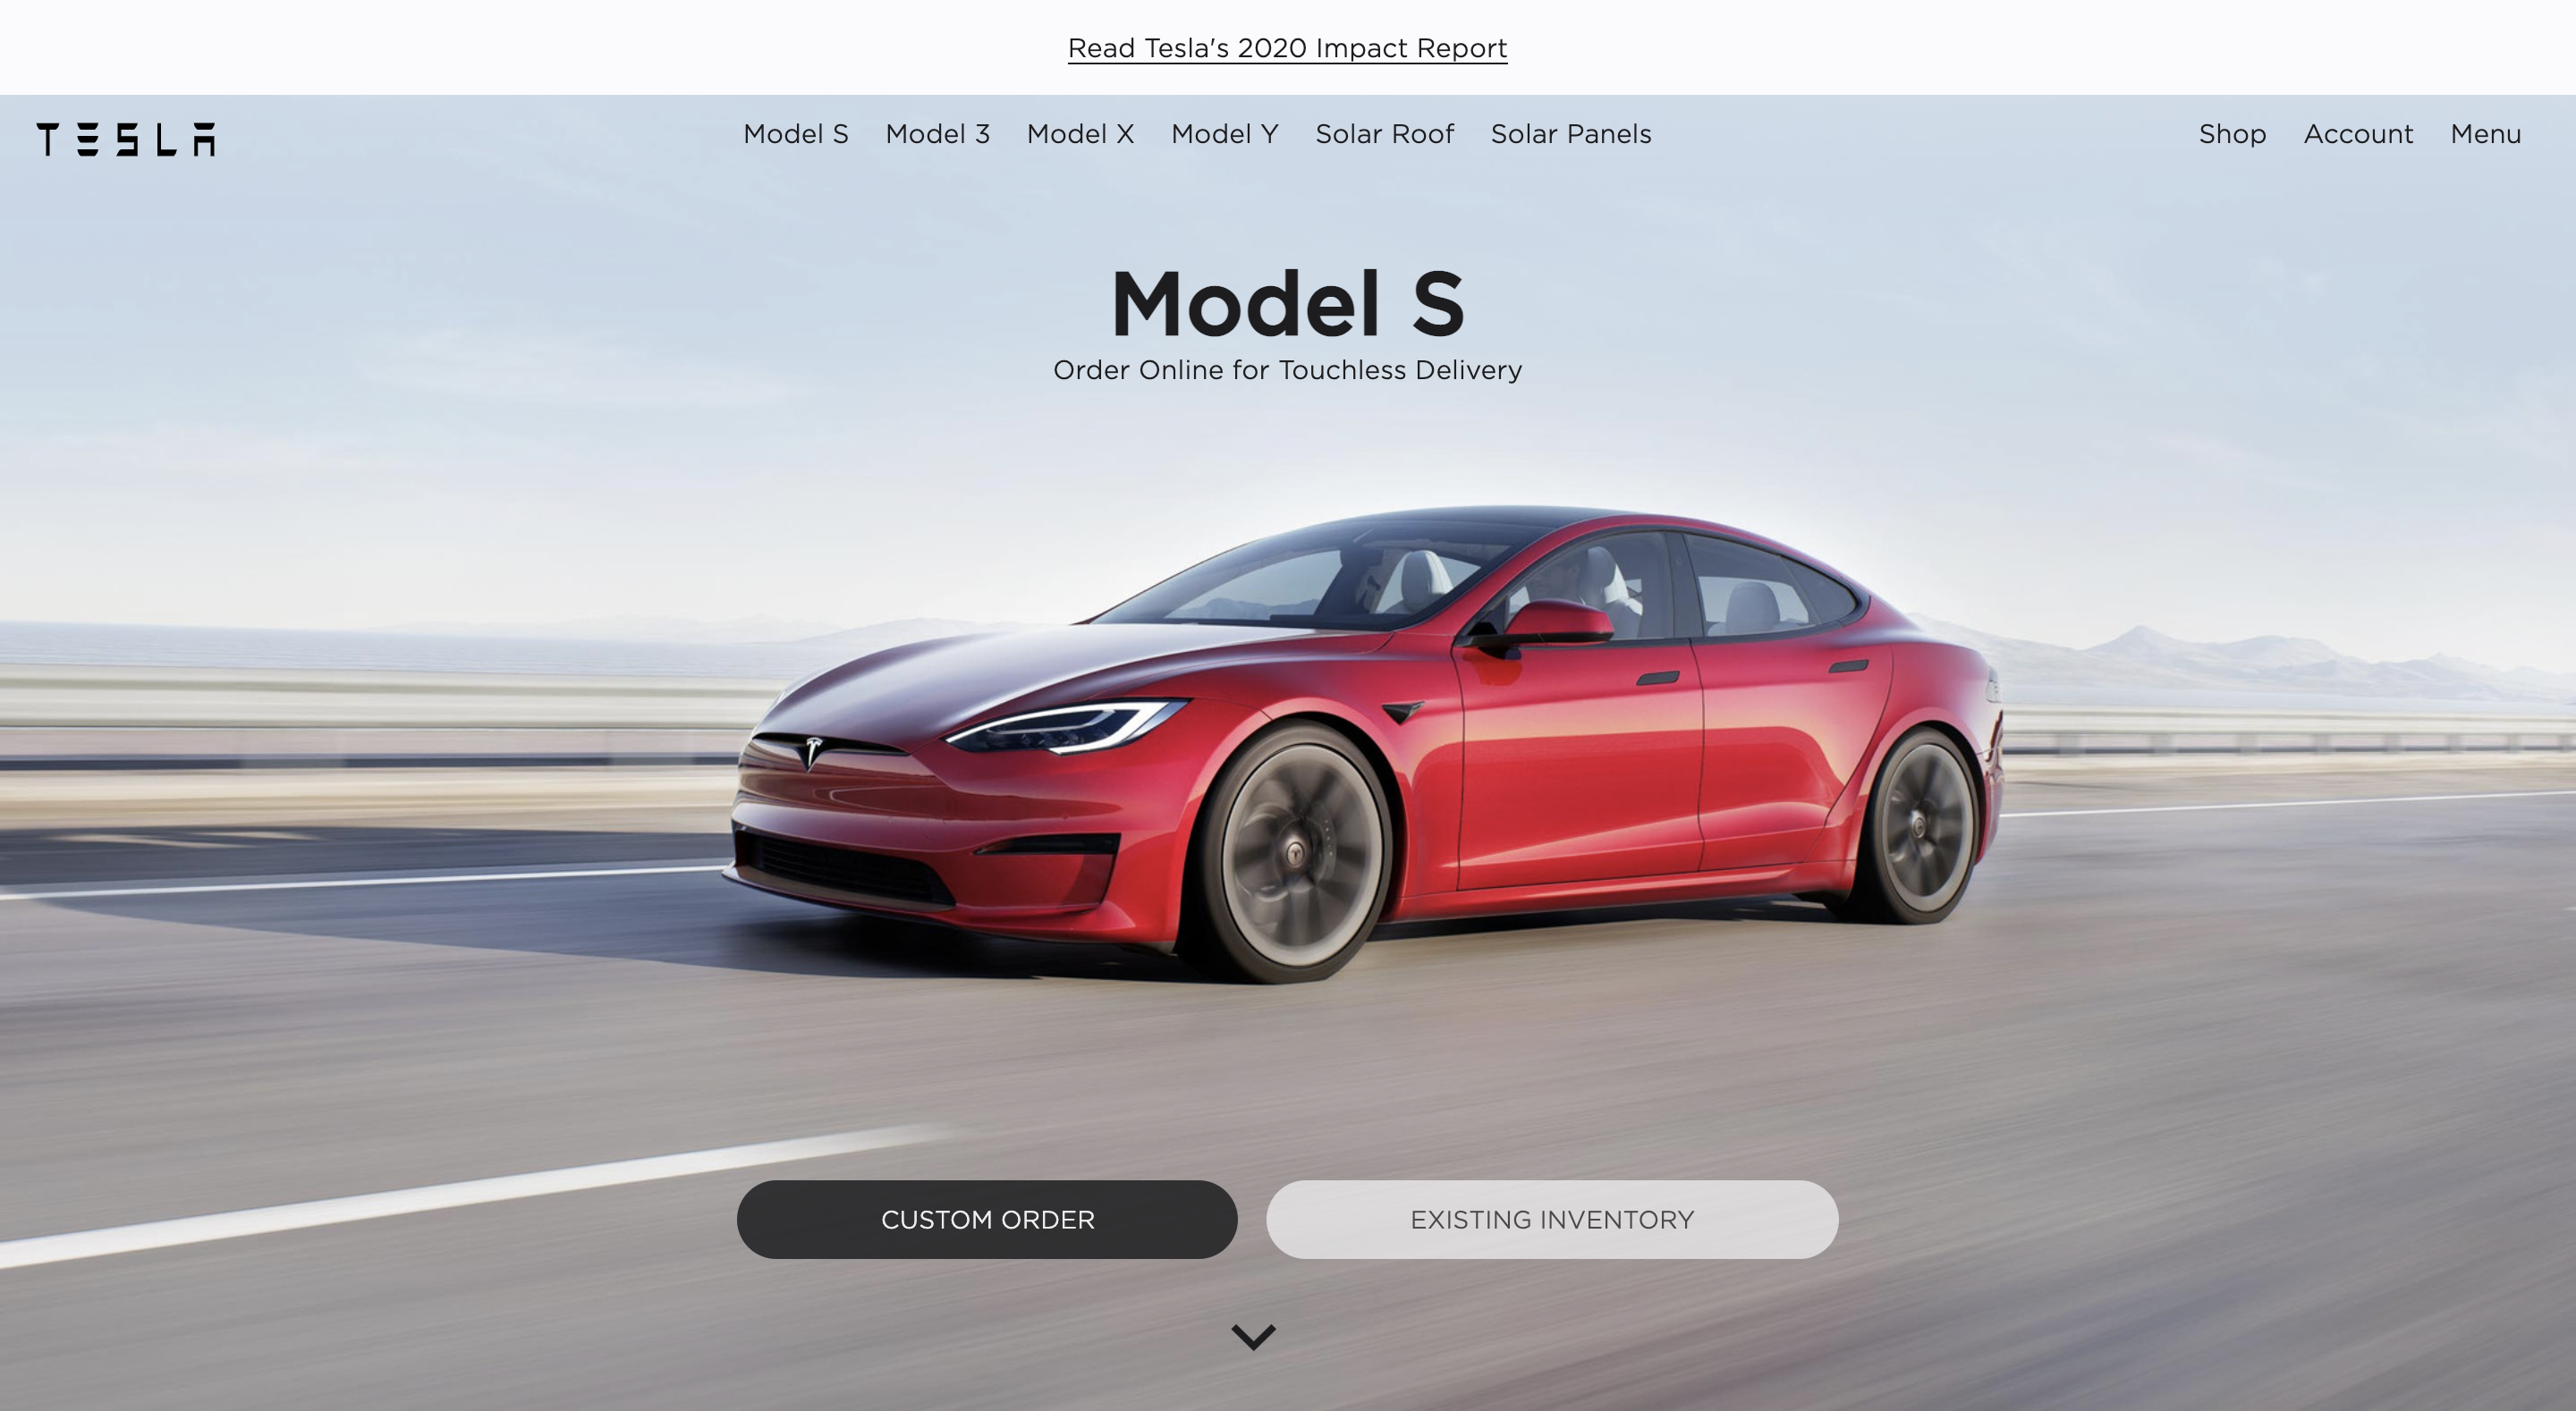 Read Tesla's 2020 Impact Report
TESLA
Model S Model 3 Model X Model Y Solar Roof Solar Panels
Shop Account Menu
Model S
Order Online for Touchless Delivery
CUSTOM ORDER
EXISTING INVENTORY